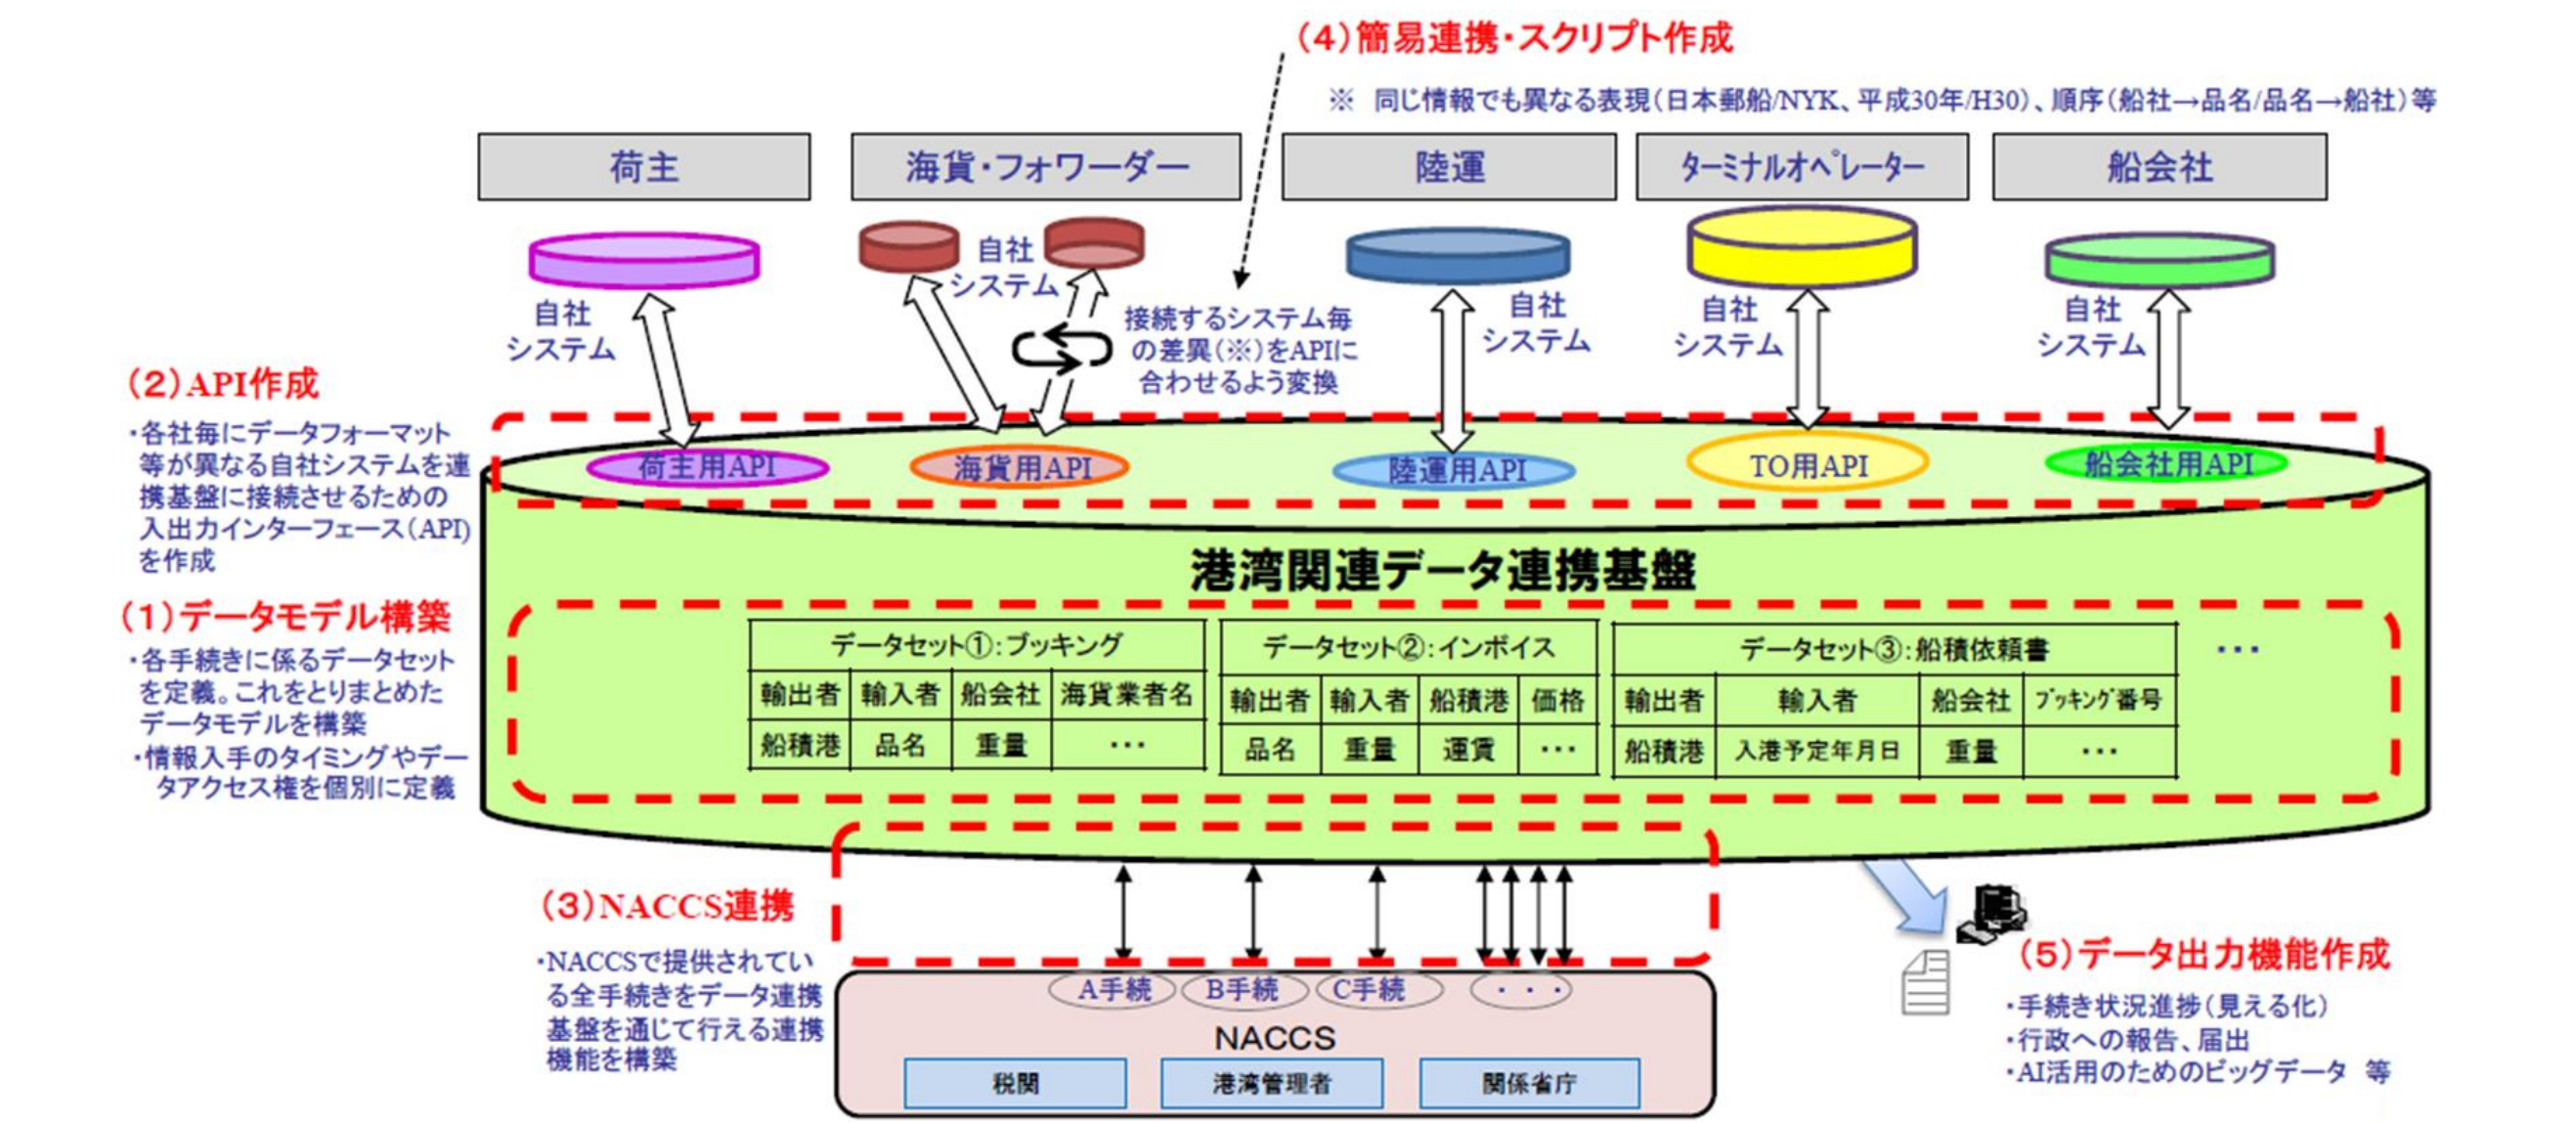 (4)簡易連携・スクリプト作成
※ 同じ情報でも異なる表現(日本郵船/NYK、平成30年/H30)、順序(船社→品名/品名→船社)等
荷主
海貨・フォワーダー
陸運
ターミナルオペレーター
船会社
自社
システム
自社
システム
接続するシステム毎
の差異(※)をAPIに
合わせるよう変換
自社
システム
自社
システム
自社
システム
(2)API作成
・各社毎にデータフォーマット
等が異なる自社システムを連
携基盤に接続させるための
入出力インターフェース(API)
を作成
荷主用API
海貨用API
陸運用API
TO用API
船会社用API
港湾関連データ連携基盤
(1)データモデル構築
・各手続きに係るデータセット
を定義。これをとりまとめた
データモデルを構築
・情報入手のタイミングやデー
タアクセス権を個別に定義
データセット①:ブッキング
輸出者 輸入者 船会社 海貨業者名
船積港 品名 重量 ・・・
データセット②:インボイス
輸出者 輸入者 船積港 価格
品名 重量 運賃 ・・・
データセット③:船積依頼書
輸出者 輸入者 船会社 ブッキング番号
船積港 入港予定年月日 重量 ・・・
・・・
(3)NACCS連携
・NACCSで提供されてい
る全手続きをデータ連携
基盤を通じて行える連携
機能を構築
A手続
B手続
C手続
・・・
NACCS
税関
港湾管理者
関係省庁
(5)データ出力機能作成
・手続き状況進捗(見える化)
・行政への報告、届出
・AI活用のためのビッグデータ 等